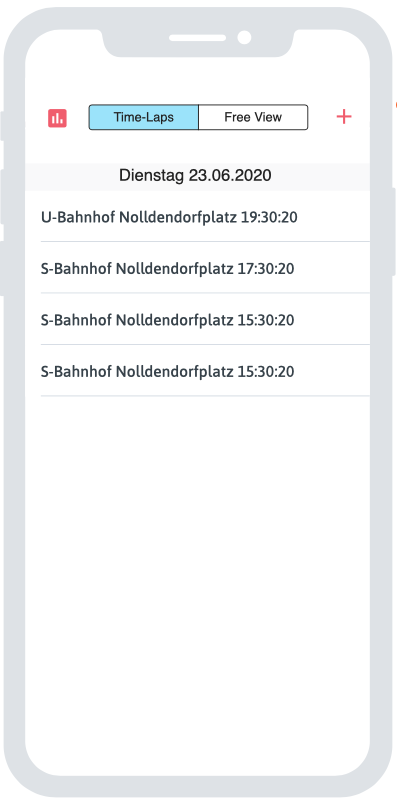 Time-Laps Free View
Dienstag 23.06.2020
U-Bahnhof Nolldendorfplatz 19:30:20
S-Bahnhof Nolldendorfplatz 17:30:20
S-Bahnhof Nolldendorfplatz 15:30:20
S-Bahnhof Nolldendorfplatz 15:30:20